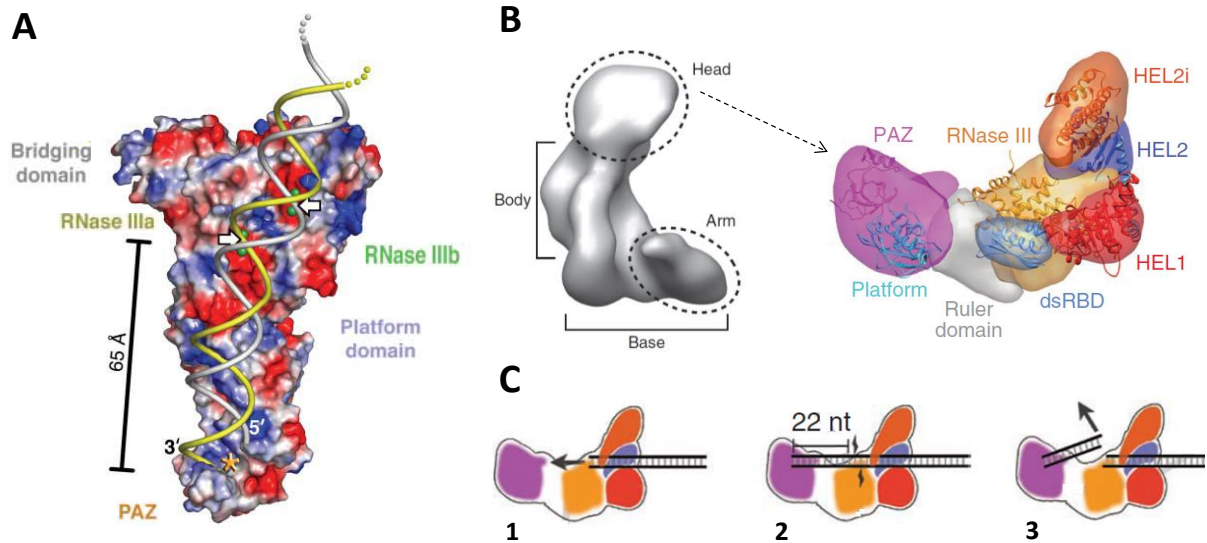 A
Bridging
domain
RNase IIIa
RNase IIIb
65 Å
Platform
domain
3′
5′
PAZ
B
Head
Body
Arm
Base
PAZ
RNase III
HEL2i
HEL2
HEL1
Platform
Ruler
domain
dsRBD
C
22 nt
1
2
3